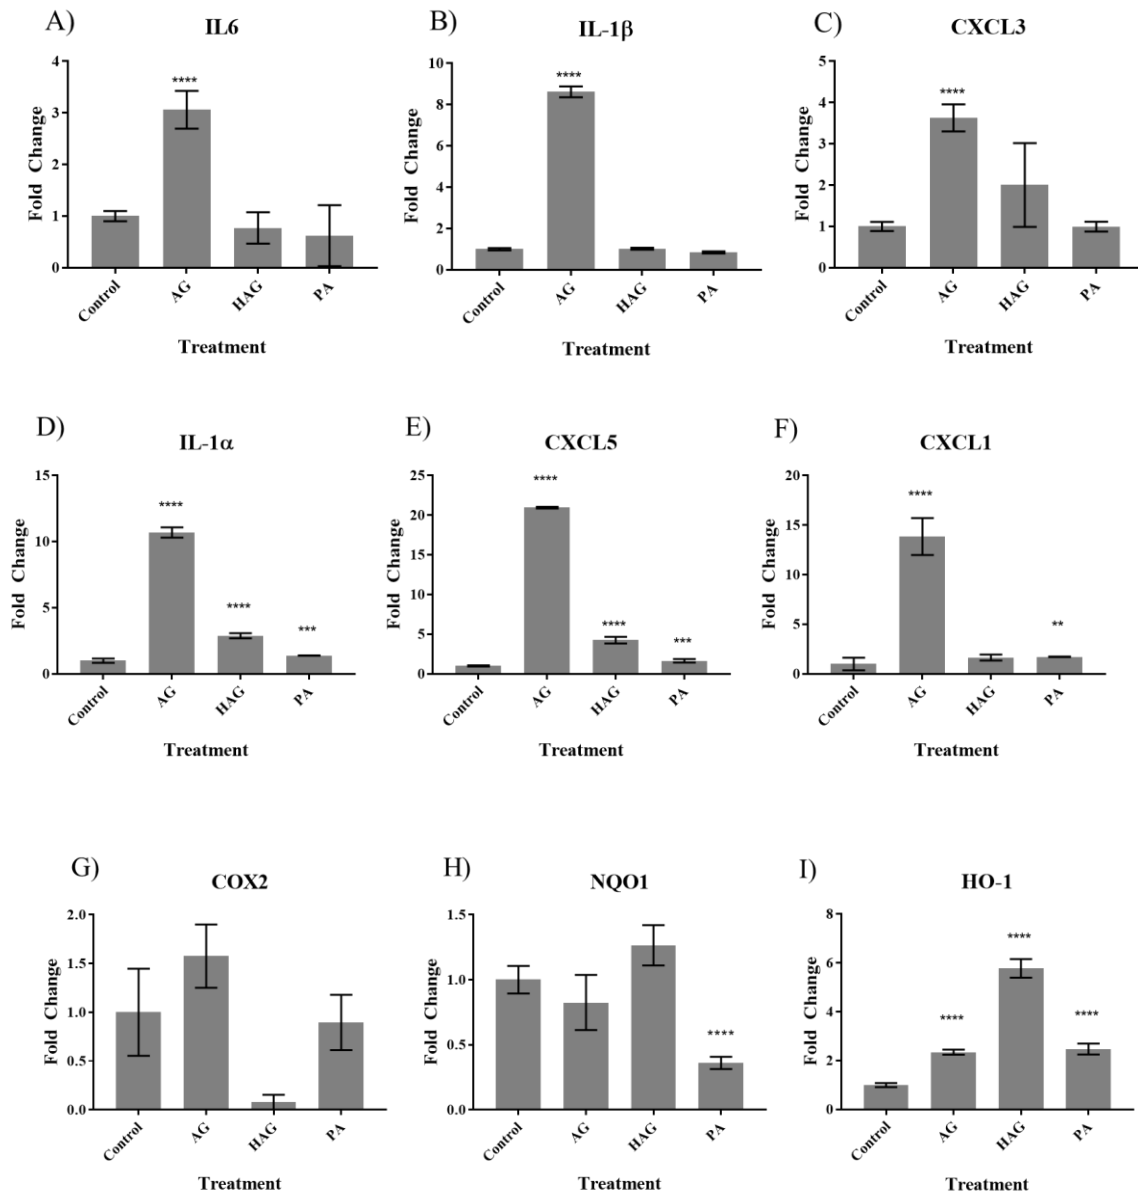 A) IL6
**** 
Fold Change
4
3
2
1
0
Control AG HAG PA
Treatment
B) IL-1β
****
Fold Change
10
8
6
4
2
0
Control AG HAG PA
Treatment
C) CXCL3
****
Fold Change
5
4
3
2
1
0
Control AG HAG PA
Treatment
D) IL-1α
**** **** ***
Fold Change
15
10
5
0
Control AG HAG PA
Treatment
E) CXCL5
**** **** ***
Fold Change
25
20
15
10
5
0
Control AG HAG PA
Treatment
F) CXCL1
**** **
Fold Change
20
15
10
5
0
Control AG HAG PA
Treatment
G) COX2
Fold Change
2.0
1.5
1.0
0.5
0.0
Control AG HAG PA
Treatment
H) NQO1
****
Fold Change
1.5
1.0
0.5
0.0
Control AG HAG PA
Treatment
I) HO-1
**** **** ****
Fold Change
8
6
4
2
0
Control AG HAG PA
Treatment